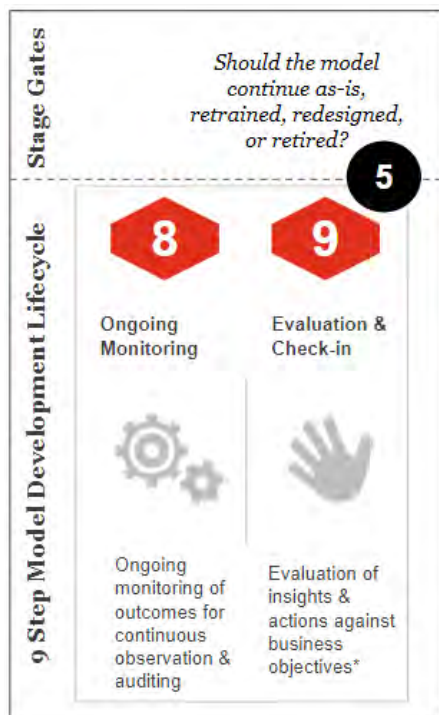 Stage Gates
Should the model
continue as-is,
retrained, redesigned,
or retired?
5
9 Step Model Development Lifecycle
8
9
Ongoing
Monitoring
Evaluation &
Check-in
Ongoing
monitoring of
outcomes for
continuous
observation &
auditing
Evaluation of
insights &
actions against
business
objectives*